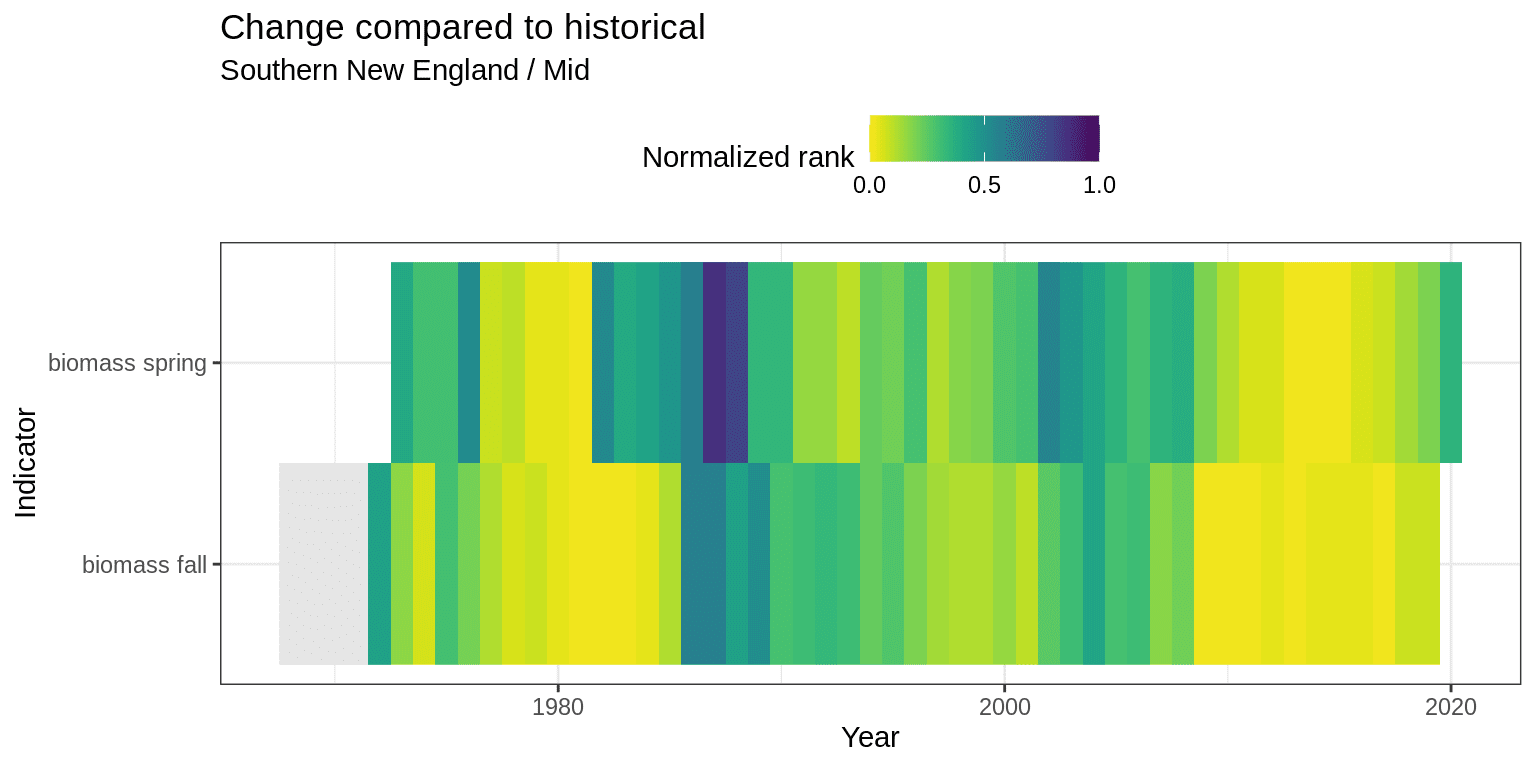 Change compared to historical
Southern New England / Mid
Normalized rank
0.0 0.5 1.0
Indicator
biomass spring
biomass fall
1980 2000 2020
Year